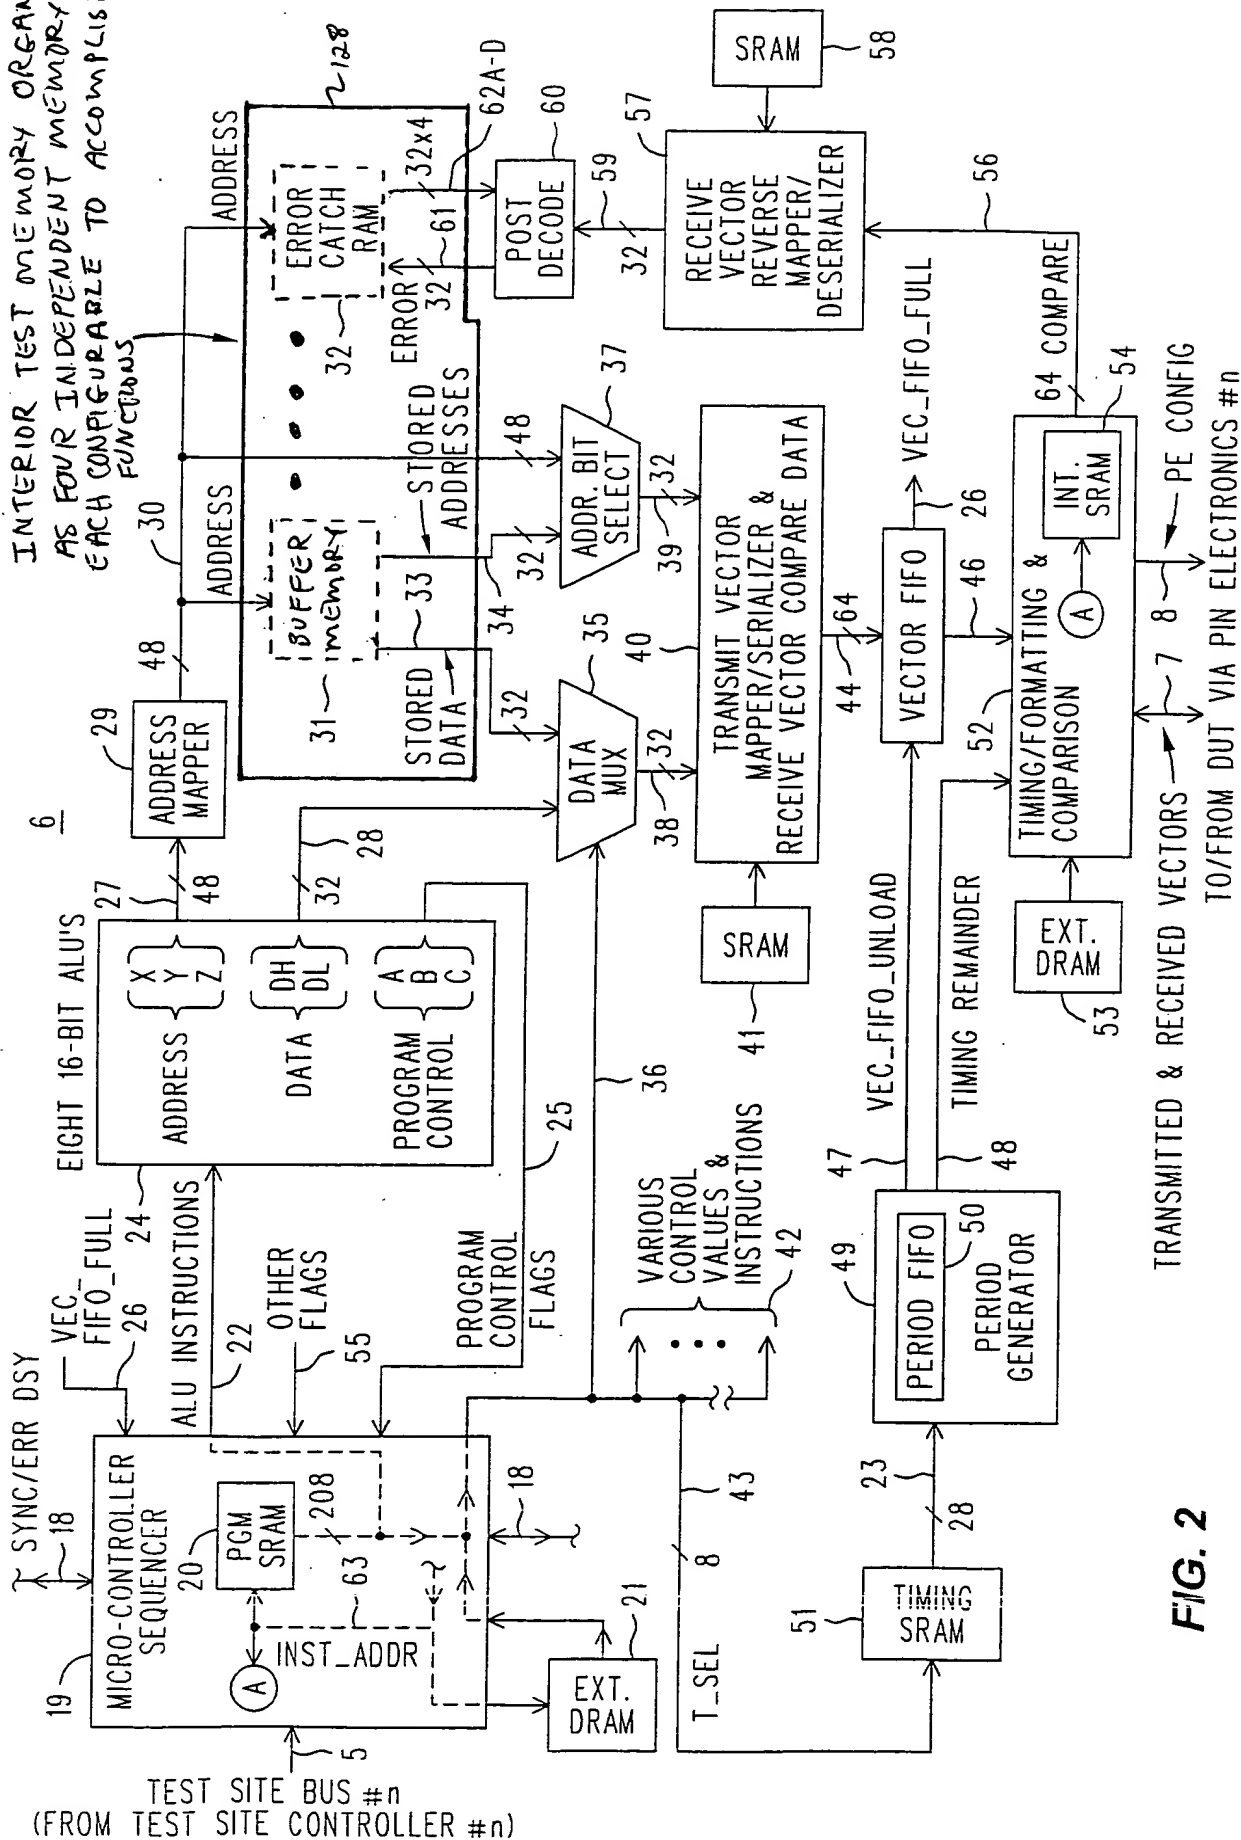 INTERIOR TEST MEMORY
AS FOUR INDEPENDENT MEMORY
EACH CONFIGURABLE TO
FUNCTIONS
128
6
SYNC/ERR DSY
18
VEC_
FIFO_FULL
26
19
MICRO-CONTROLLER
SEQUENCER
20
PGM
SRAM
208
63
A
INST_ADDR
TEST SITE BUS #n
(FROM TEST SITE CONTROLLER #n)
5
EXT.
DRAM
21
18
ALU INSTRUCTIONS
22
OTHER
FLAGS
55
PROGRAM
CONTROL
FLAGS
25
EIGHT 16-BIT ALU'S
24
ADDRESS
X
Y
Z
DATA
DH
DL
PROGRAM
CONTROL
A
B
C
27
48
32
28
29
ADDRESS
MAPPER
48
30
ADDRESS
ADDRESS
BUFFER
MEMORY
31
ERROR
CATCH
RAM
32
33
STORED
DATA
34
STORED
ADDRESSES
ERROR
32
61
32x4
62A-D
POST
DECODE
60
59
32
RECEIVE
VECTOR
REVERSE
MAPPER/
DESERIALIZER
57
SRAM
58
56
32
35
DATA
MUX
38
32
32
48
37
ADDR. BIT
SELECT
39
32
36
40
TRANSMIT VECTOR
MAPPER/SERIALIZER &
RECEIVE VECTOR COMPARE DATA
SRAM
41
44
64
VECTOR FIFO
VEC_FIFO_FULL
26
46
VARIOUS
CONTROL
VALUES &
INSTRUCTIONS
42
43
8
T_SEL
51
TIMING
SRAM
23
28
49
PERIOD FIFO
50
PERIOD
GENERATOR
47
VEC_FIFO_UNLOAD
48
TIMING REMAINDER
52
TIMING/FORMATTING &
COMPARISON
A
INT.
SRAM
54
64 COMPARE
EXT.
DRAM
53
7
8
PE CONFIG
TRANSMITTED & RECEIVED VECTORS
TO/FROM DUT VIA PIN ELECTRONICS #n
FIG. 2